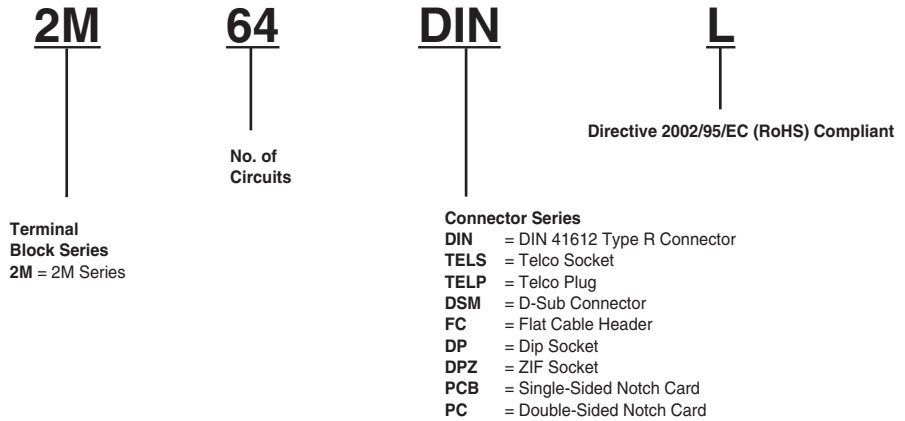 2M 64 DIN L
Directive 2002/95/EC (RoHS) Compliant
No. of
Circuits
Terminal
Block Series
2M = 2M Series
Connector Series
DIN = DIN 41612 Type R Connector
TELS = Telco Socket
TELP = Telco Plug
DSM = D-Sub Connector
FC = Flat Cable Header
DP = Dip Socket
DPZ = ZIF Socket
PCB = Single-Sided Notch Card
PC = Double-Sided Notch Card